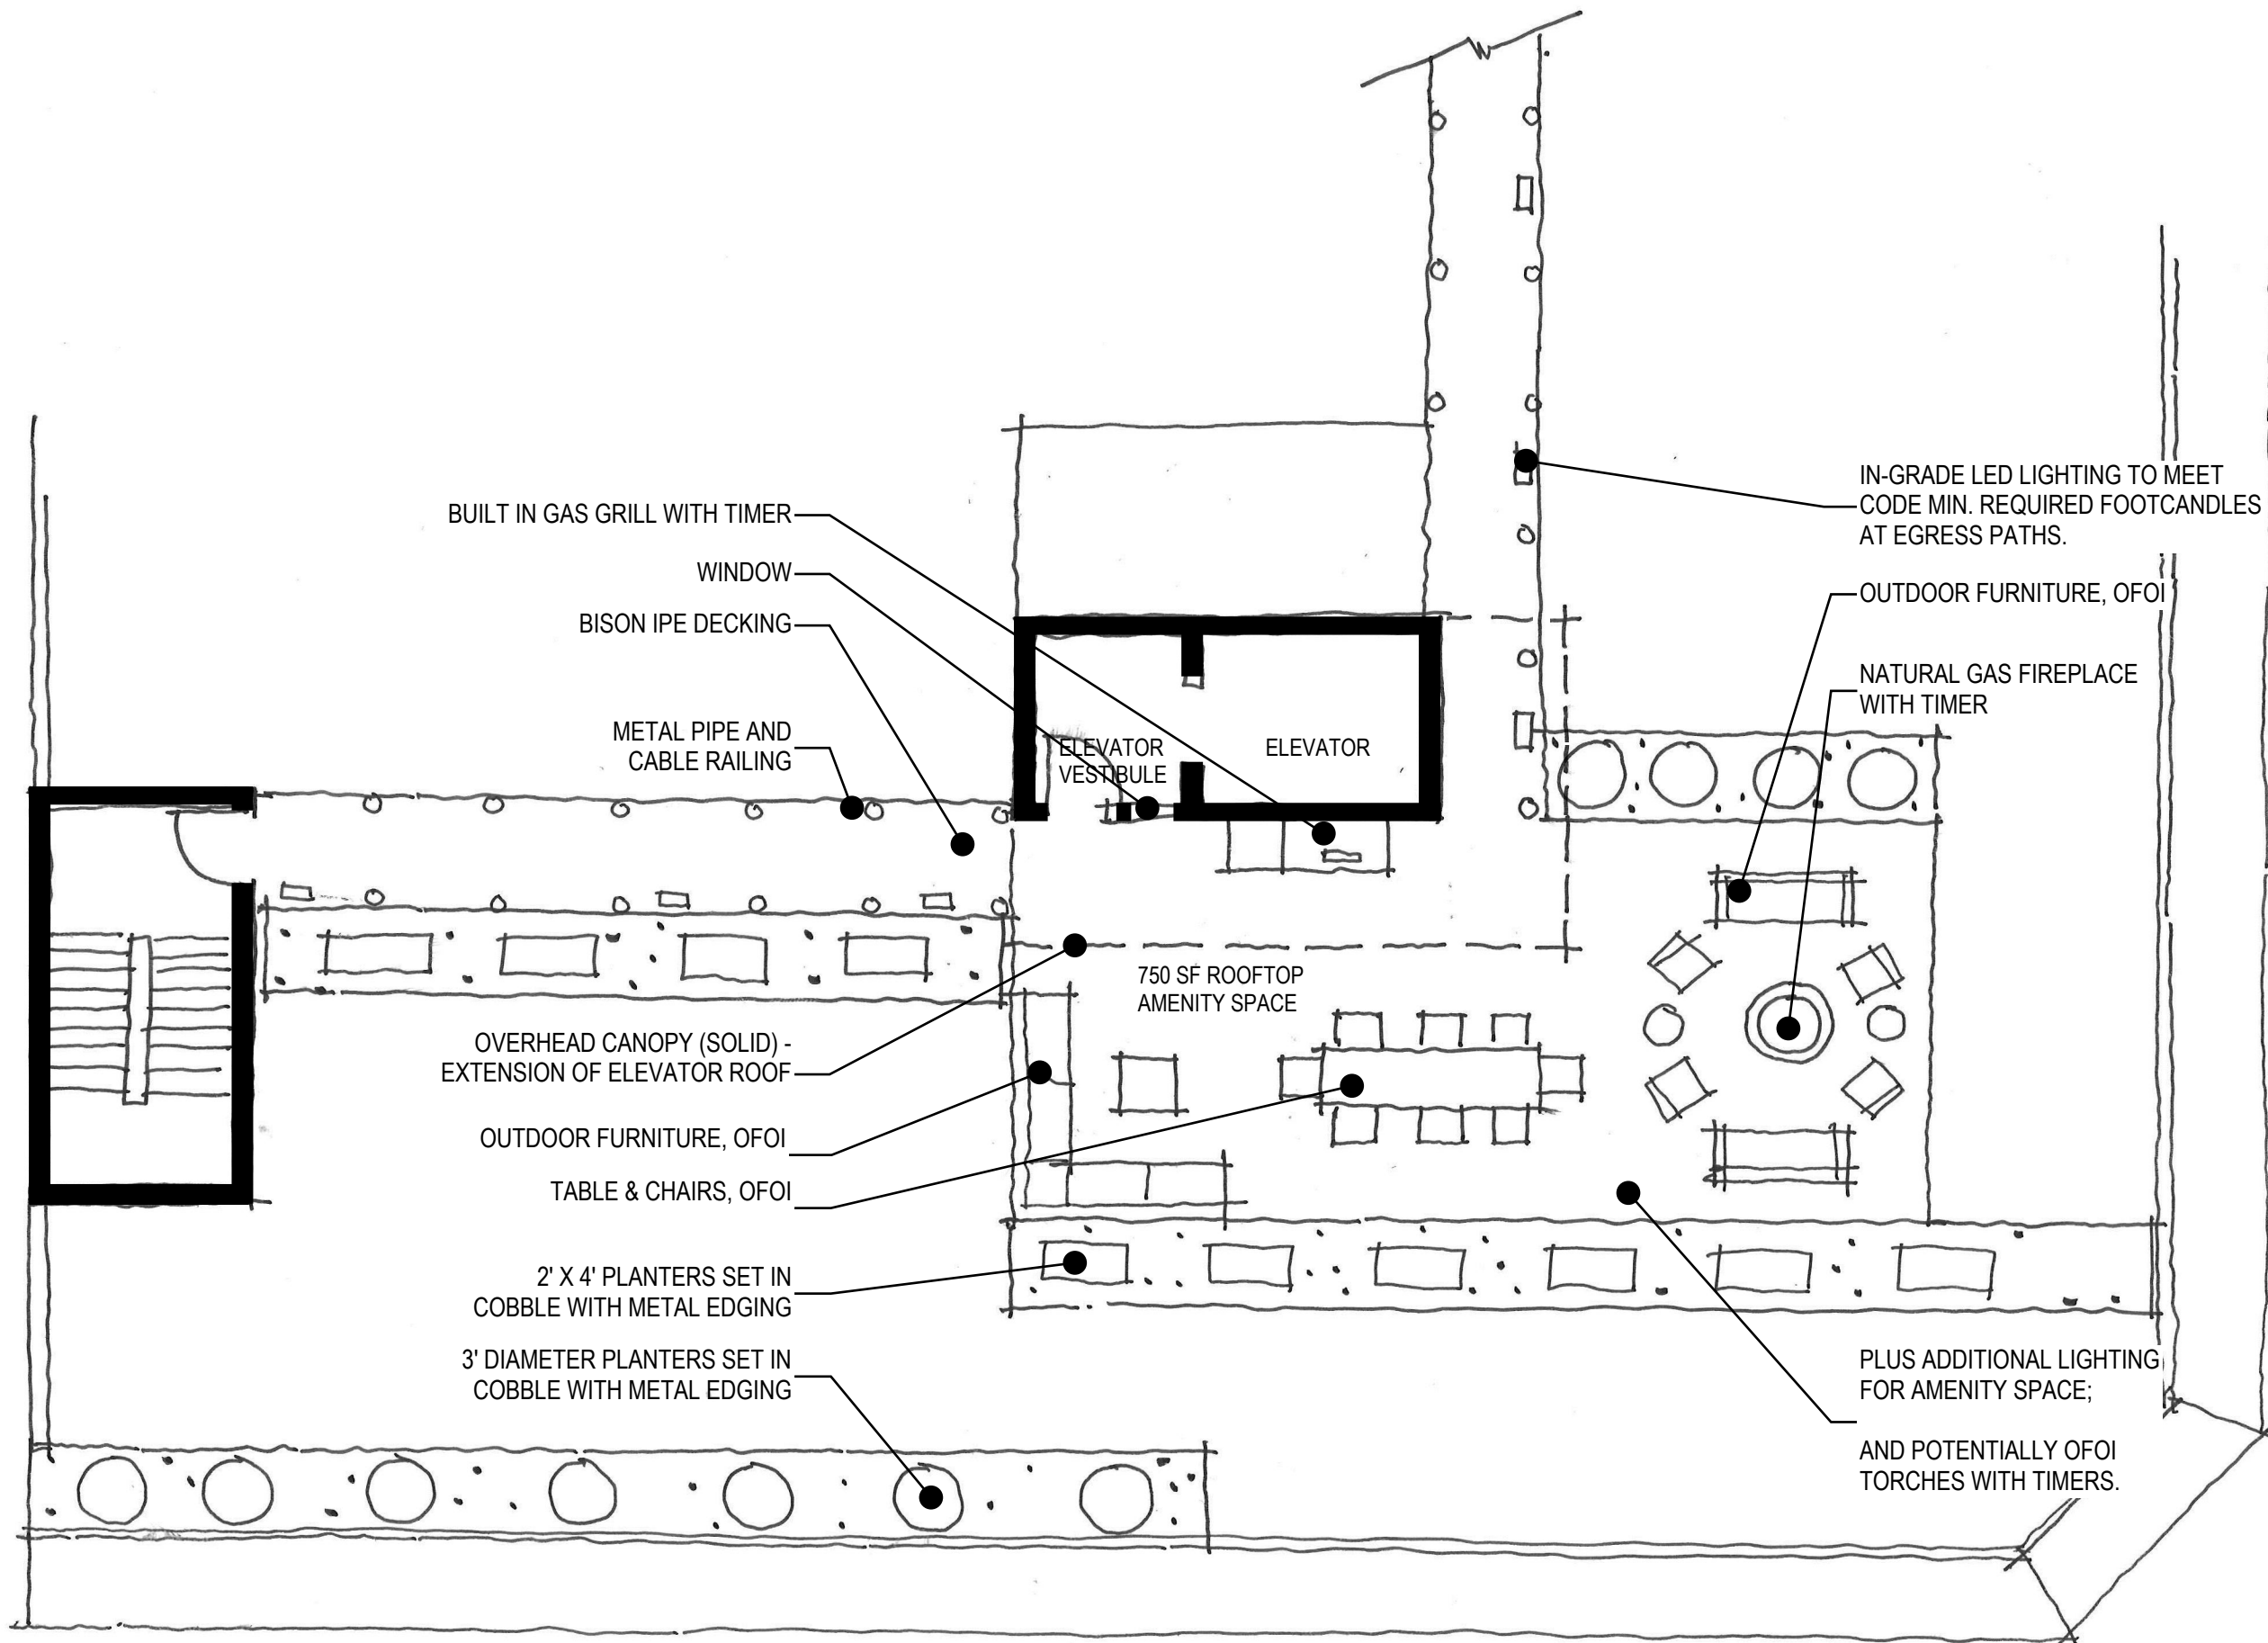 BUILT IN GAS GRILL WITH TIMER
WINDOW
BISON IPE DECKING
METAL PIPE AND
CABLE RAILING
ELEVATOR
VESTIBULE
ELEVATOR
IN-GRADE LED LIGHTING TO MEET
CODE MIN. REQUIRED FOOTCANDLES
AT EGRESS PATHS.
OUTDOOR FURNITURE, OFOI
NATURAL GAS FIREPLACE
WITH TIMER
750 SF ROOFTOP
AMENITY SPACE
OVERHEAD CANOPY (SOLID) -
EXTENSION OF ELEVATOR ROOF
OUTDOOR FURNITURE, OFOI
TABLE & CHAIRS, OFOI
2' X 4' PLANTERS SET IN
COBBLE WITH METAL EDGING
3' DIAMETER PLANTERS SET IN
COBBLE WITH METAL EDGING
PLUS ADDITIONAL LIGHTING
FOR AMENITY SPACE;
AND POTENTIALLY OFOI
TORCHES WITH TIMERS.